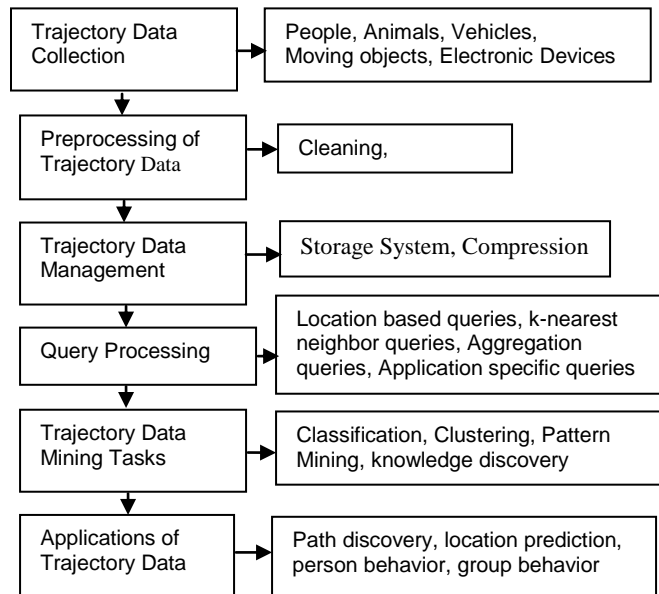 Trajectory Data
Collection
People, Animals, Vehicles,
Moving objects, Electronic Devices
Preprocessing of
Trajectory Data
Cleaning,
Trajectory Data
Management
Storage System, Compression
Query Processing
Location based queries, k-nearest
neighbor queries, Aggregation
queries, Application specific queries
Trajectory Data
Mining Tasks
Classification, Clustering, Pattern
Mining, knowledge discovery
Applications of
Trajectory Data
Path discovery, location prediction,
person behavior, group behavior